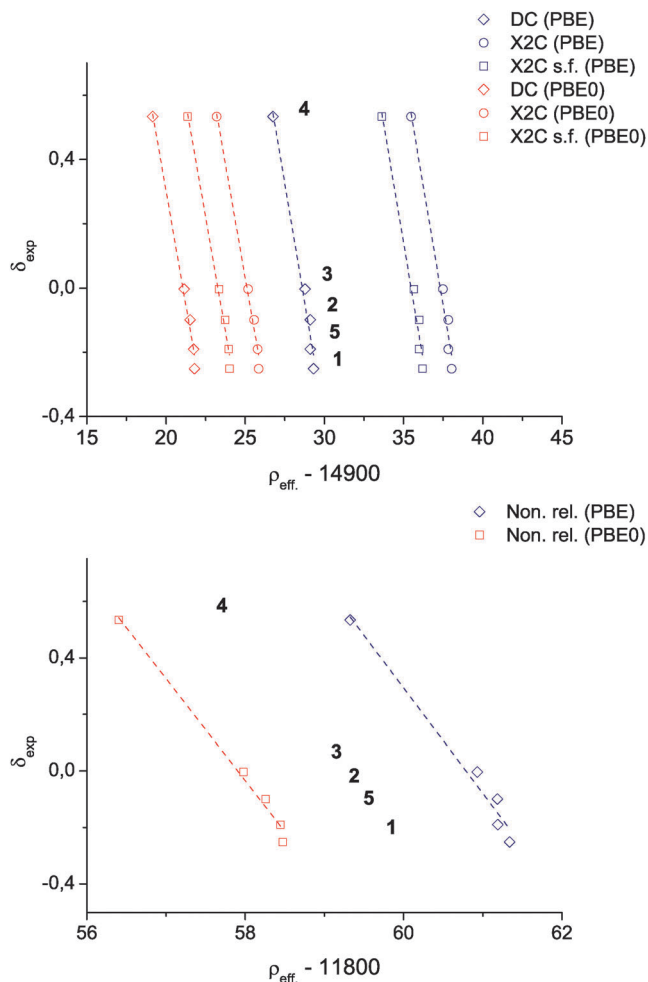 DC (PBE)
X2C (PBE)
X2C s.f. (PBE)
DC (PBE0)
X2C (PBE0)
X2C s.f. (PBE0)
4
0,4
δexp
3
0,0
2
5
1
-0,4
15 20 25 30 35 40 45
ρeff. - 14900
Non. rel. (PBE)
Non. rel. (PBE0)
4
0,4
δexp
3
0,0
2
5
1
-0,4
56 58 60 62
ρeff. - 11800